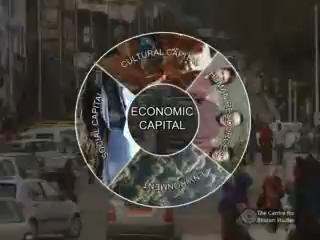 CULTURAL CAPITAL
ECONOMIC
CAPITAL
SOCIAL CAPITAL
ENVIRONMENT
The Centre for
Bhutan Studies